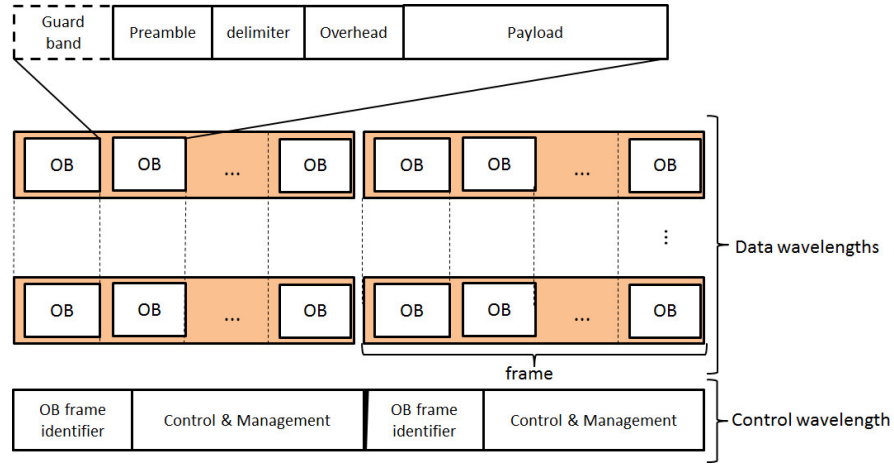 Guard band
Preamble
delimiter
Overhead
Payload
OB OB ... OB OB OB ... OB
⋮
Data wavelengths
OB OB ... OB OB OB ... OB
frame
OB frame identifier
Control & Management
OB frame identifier
Control & Management
Control wavelength